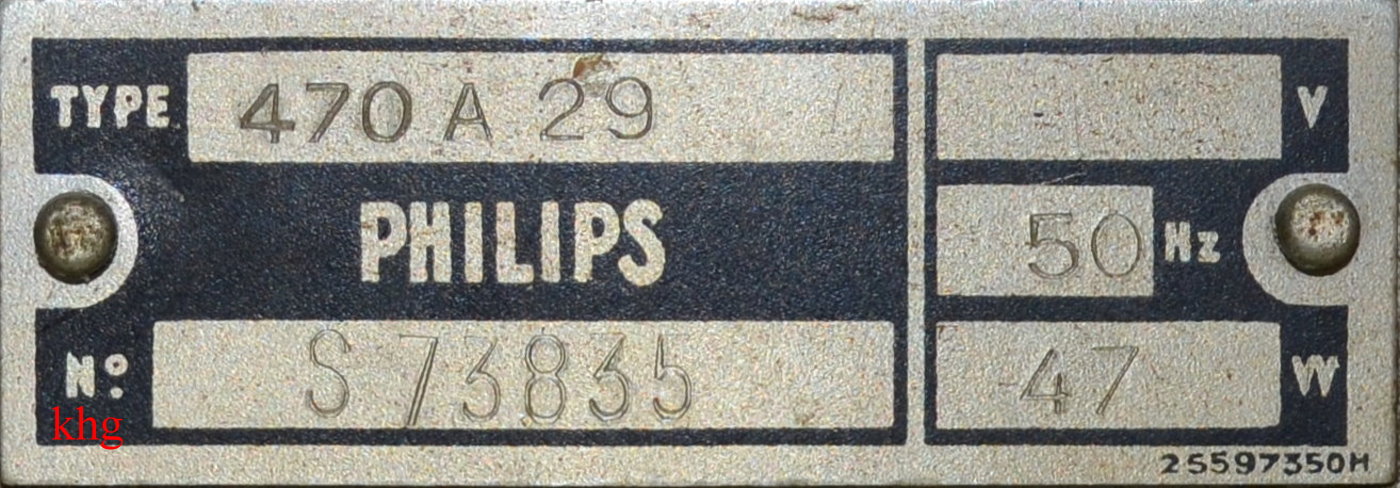 TYPE 470 A 29
V
PHILIPS
50 Hz
Nº: S 73835
47 W
khg
25597350H